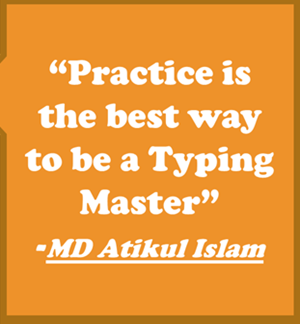 “Practice is
the best way
to be a Typing
Master”
-MD Atikul Islam